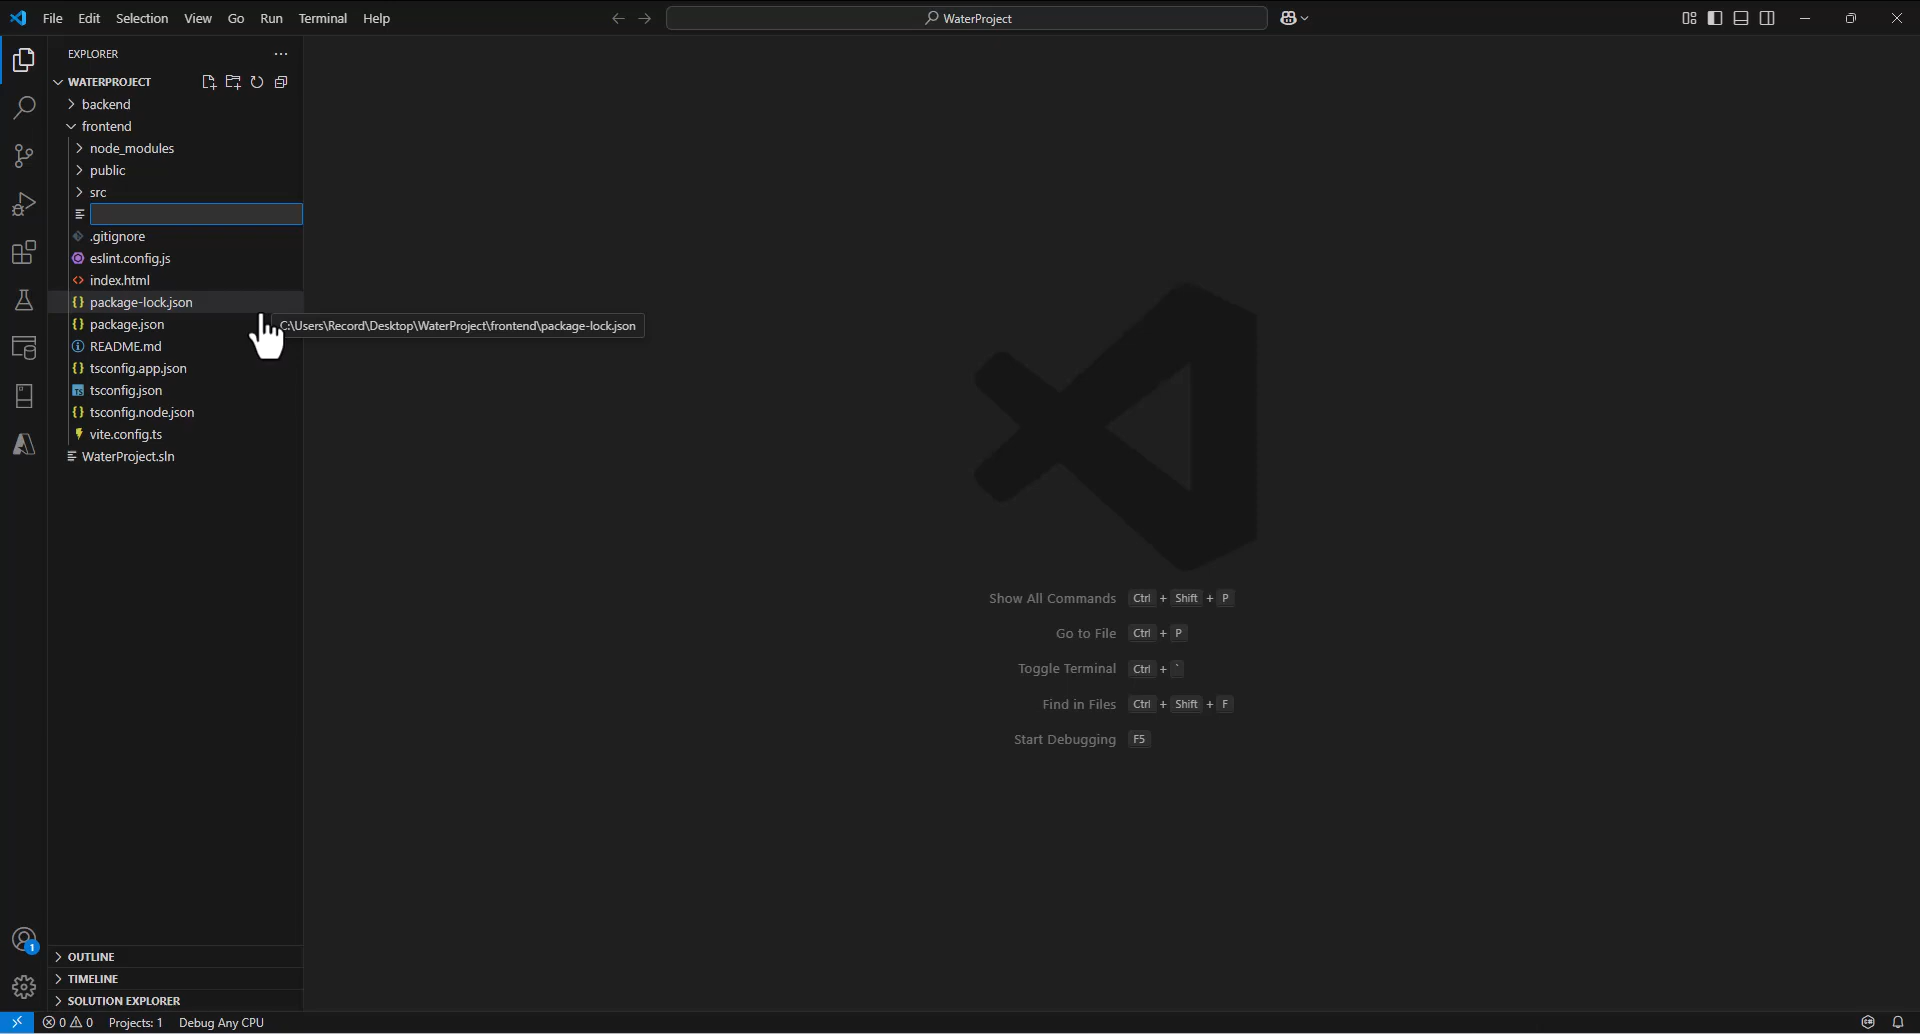 File Edit Selection View Go Run Terminal Help
WaterProject
EXPLORER
WATERPROJECT
backend
frontend
node_modules
public
src
.gitignore
eslint.config.js
index.html
package-lock.json
package.json
C:\Users\Record\Desktop\WaterProject\frontend\package-lock.json
README.md
tsconfig.app.json
TS tsconfig.json
tsconfig.node.json
vite.config.ts
WaterProject.sln
Show All Commands Ctrl + Shift + P
Go to File Ctrl + P
Toggle Terminal Ctrl + `
Find in Files Ctrl + Shift + F
Start Debugging F5
1
OUTLINE
TIMELINE
SOLUTION EXPLORER
0 0 Projects: 1 Debug Any CPU